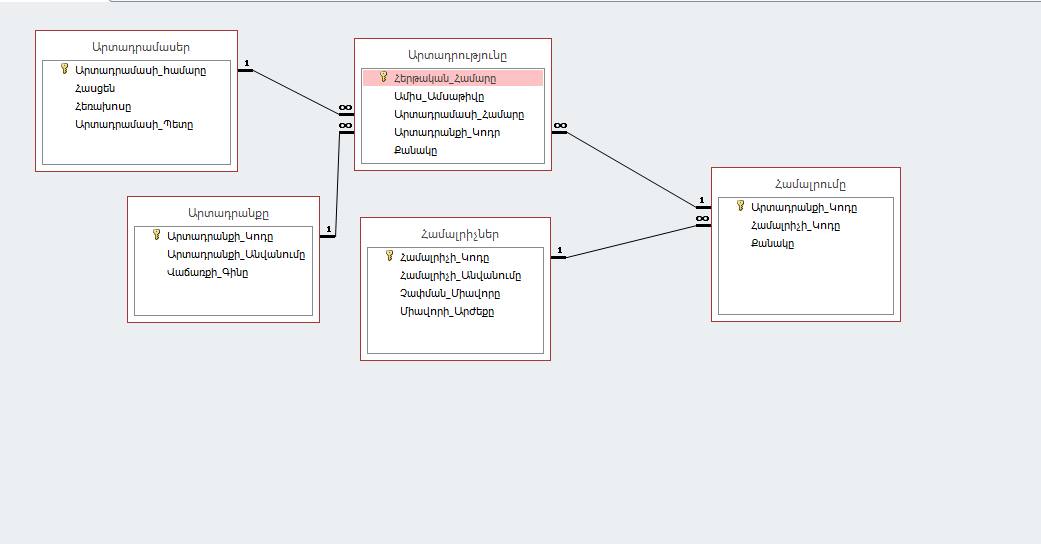 Արտադրամասեր
Արտադրամասի_համարը
Հասցեն
Հեռախոսը
Արտադրամասի_Պետը
1
∞
∞
Արտադրությունը
Հերթական_Համարը
Ամիս_Ամսաթիվը
Արտադրամասի_Համարը
Արտադրանքի_Կոդր
Քանակը
∞
Արտադրանքը
Արտադրանքի_Կոդը
Արտադրանքի_Անվանումը
Վաճառքի_Գինը
1
Համալրիչներ
Համալրիչի_Կոդը
Համալրիչի_Անվանումը
Չափման_Միավորը
Միավորի_Արժեքը
1
1
∞
Համալրումը
Արտադրանքի_Կոդը
Համալրիչի_Կոդը
Քանակը